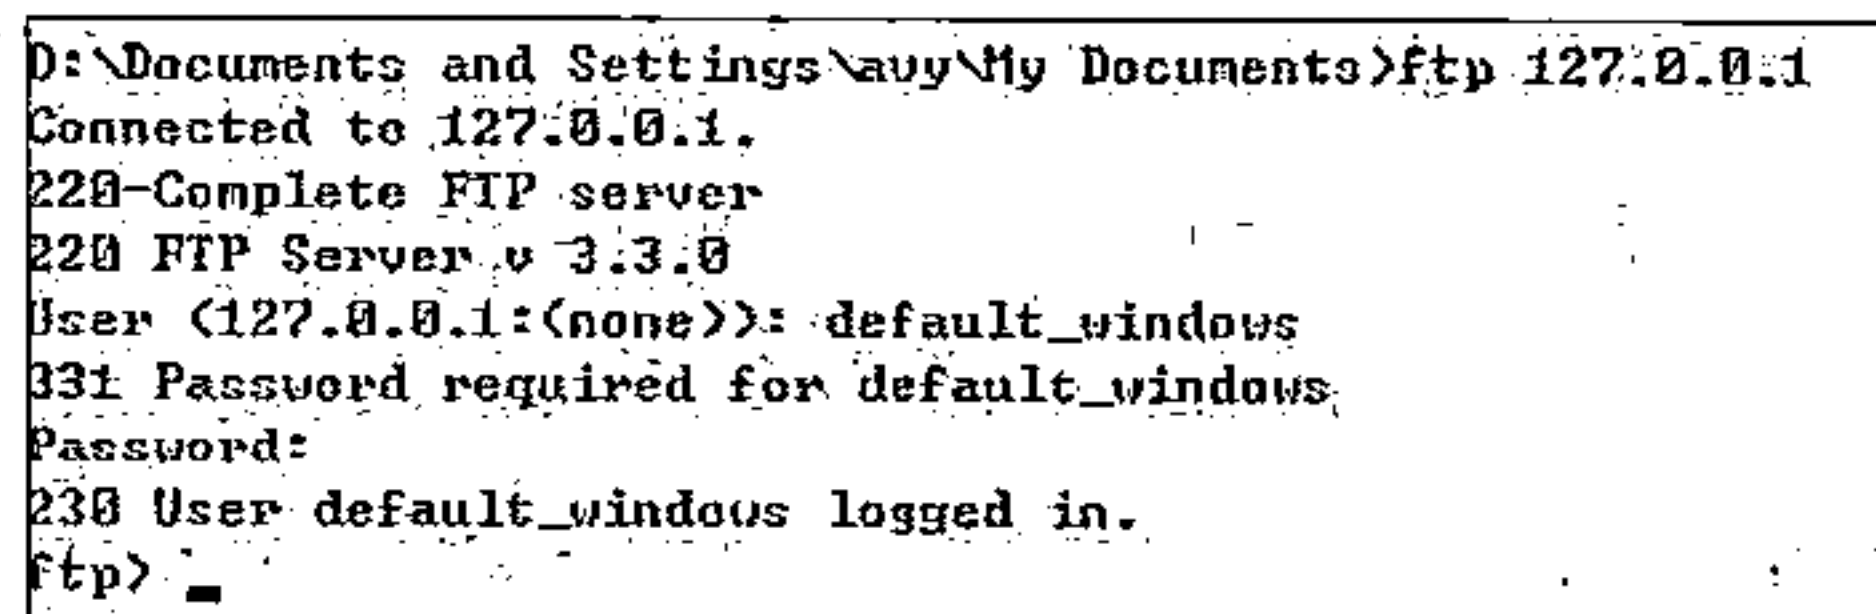 D:\Documents and Settings\avy\My Documents>ftp 127.0.0.1
Connected to 127.0.0.1.
220-Complete FTP server
220 FTP Server v 3.3.0
User (127.0.0.1:(none)): default_windows
331 Password required for default_windows
Password:
230 User default_windows logged in.
ftp> _